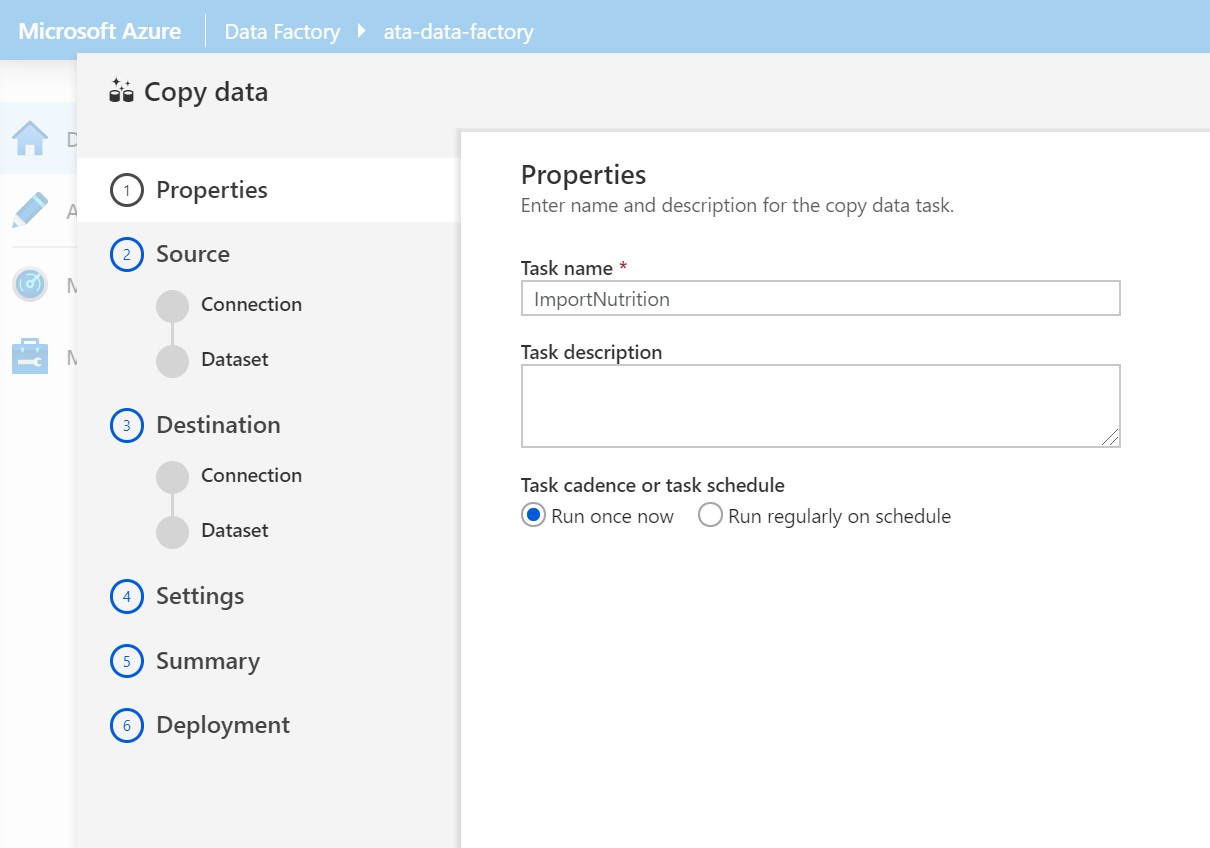 Microsoft Azure
Data Factory
ata-data-factory
Copy data
1 Properties
2 Source
Connection
Dataset
3 Destination
Connection
Dataset
4 Settings
5 Summary
6 Deployment
Properties
Enter name and description for the copy data task.
Task name *
ImportNutrition
Task description
Task cadence or task schedule
Run once now
Run regularly on schedule